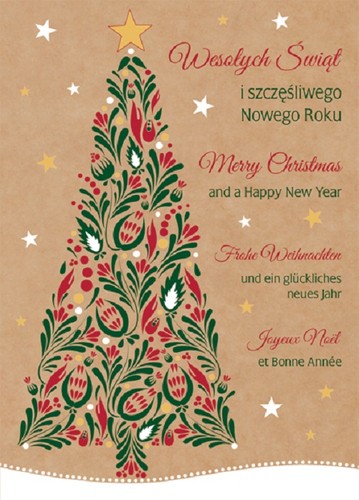 Wesołych Świąt
i szczęśliwego
Nowego Roku
Merry Christmas
and a Happy New Year
Frohe Weihnachten
und ein glückliches
neues Jahr
Joyeux Noël
et Bonne Année